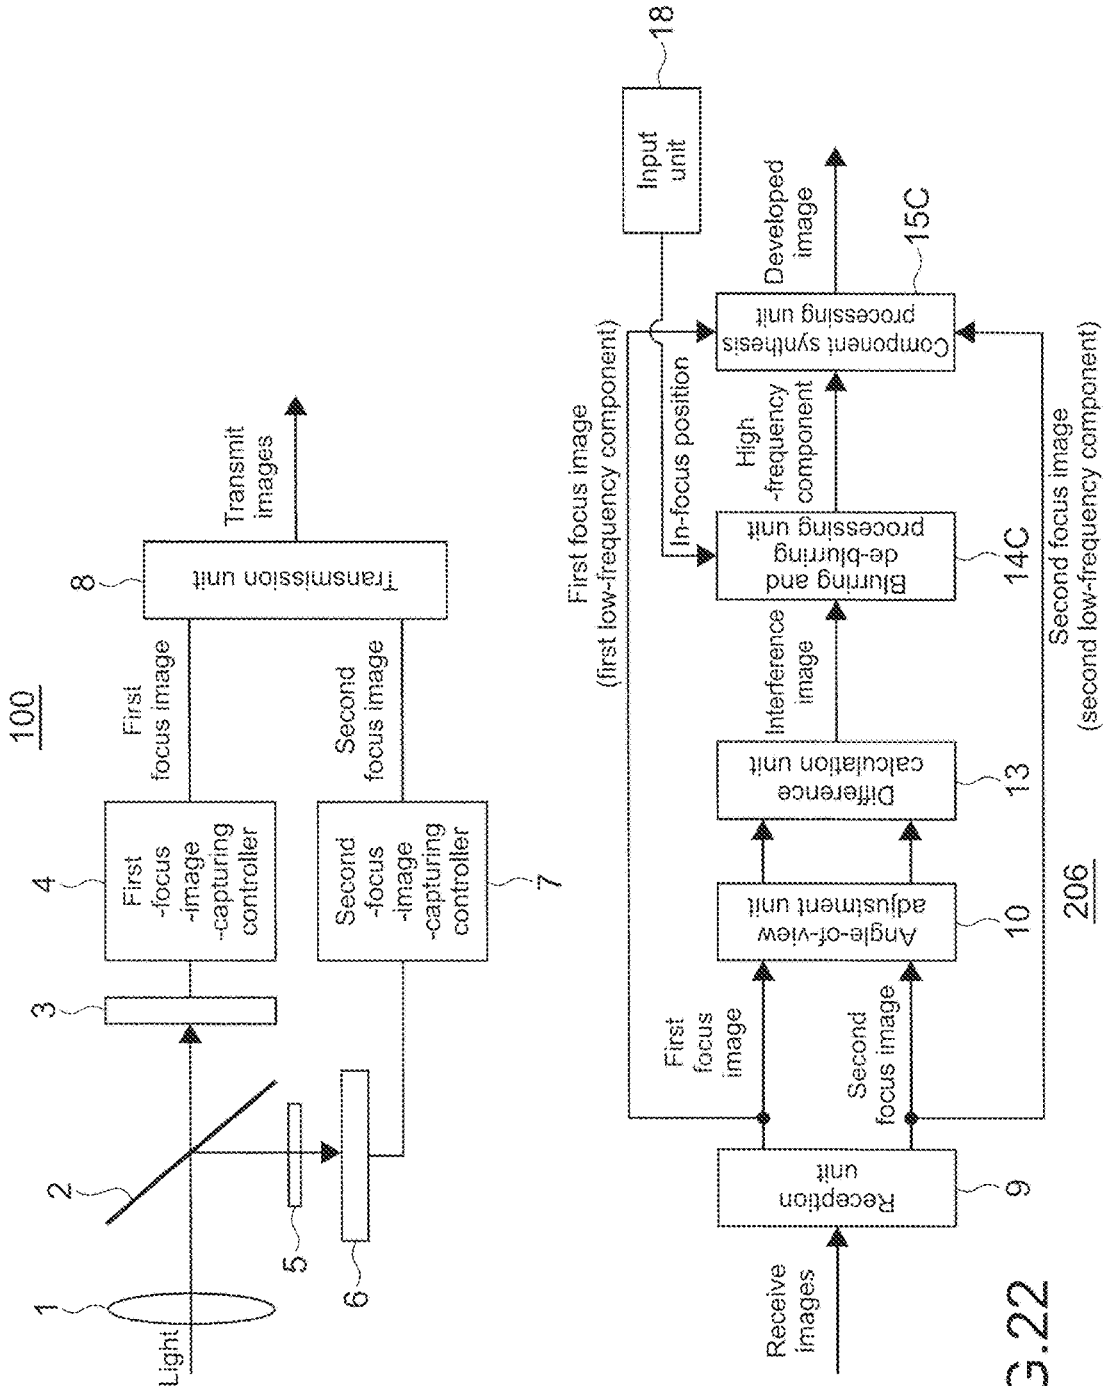 100
Light
1
2
3
4
First
-focus
-image
-capturing
controller
5
6
Second
-focus
-image
-capturing
controller
7
First
focus image
Second
focus image
8
Transmission unit
Transmit
images
Receive
images
Reception
unit
9
First
focus
image
Second
focus image
Angle-of-view
adjustment unit
10
Difference
calculation unit
13
Interference
image
Blurring and
de-blurring
processing unit
14C
High
-frequency
component
Component synthesis
processing unit
15C
Developed
image
First focus image
(first low-frequency component)
In-focus position
Input
unit
18
Second focus image
(second low-frequency component)
206
G.22